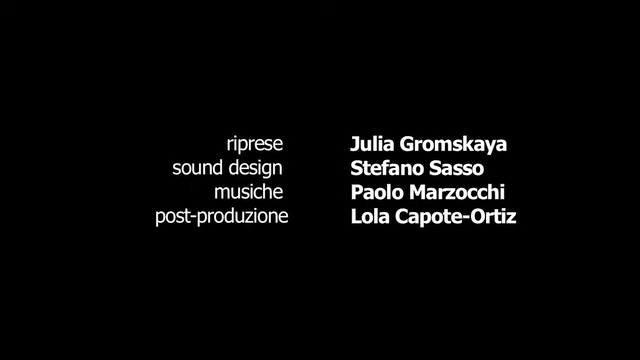 riprese Julia Gromskaya
sound design Stefano Sasso
musiche Paolo Marzocchi
post-produzione Lola Capote-Ortiz